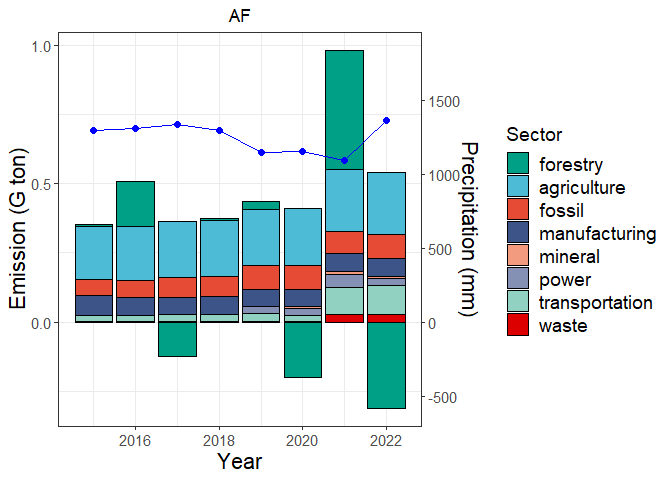 AF
1.0
0.5
0.0
Emission (G ton)
1500
1000
500
0
-500
Precipitation (mm)
2016
2018
2020
2022
Year
Sector
forestry
agriculture
fossil
manufacturing
mineral
power
transportation
waste